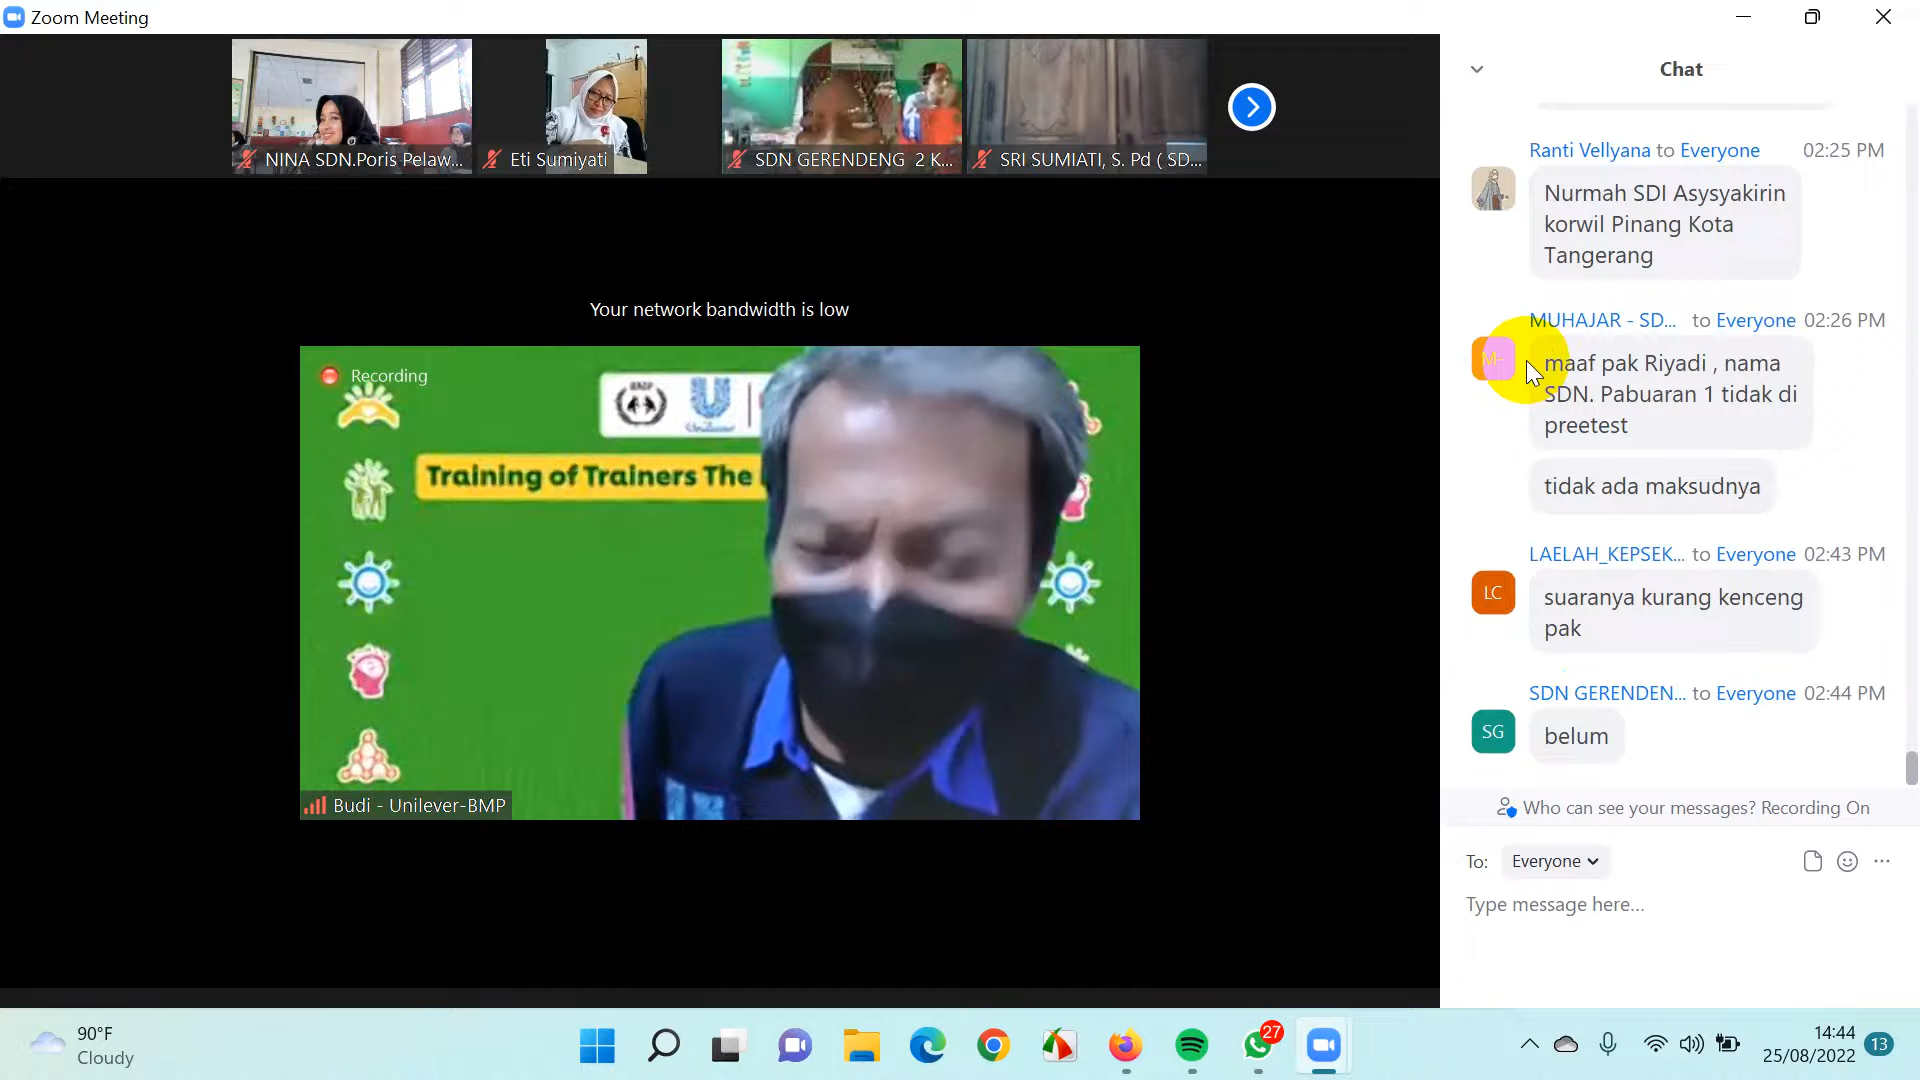 Zoom Meeting
NINA SDN.Poris Pelaw...
Eti Sumiyati
SDN GERENDENG 2 K...
SRI SUMIATI, S. Pd ( SD...
Your network bandwidth is low
Recording
Training of Trainers The
Budi - Unilever-BMP
Chat
Ranti Vellyana to Everyone 02:25 PM
Nurmah SDI Asysyakirin
korwil Pinang Kota
Tangerang
MUHAJAR - SD... to Everyone 02:26 PM
maaf pak Riyadi , nama
SDN. Pabuaran 1 tidak di
preetest
tidak ada maksudnya
LAELAH_KEPSEK... to Everyone 02:43 PM
LC
suaranya kurang kenceng
pak
SDN GERENDEN... to Everyone 02:44 PM
SG
belum
Who can see your messages? Recording On
To: Everyone
Type message here...
90°F
Cloudy
27
14:44
25/08/2022
13